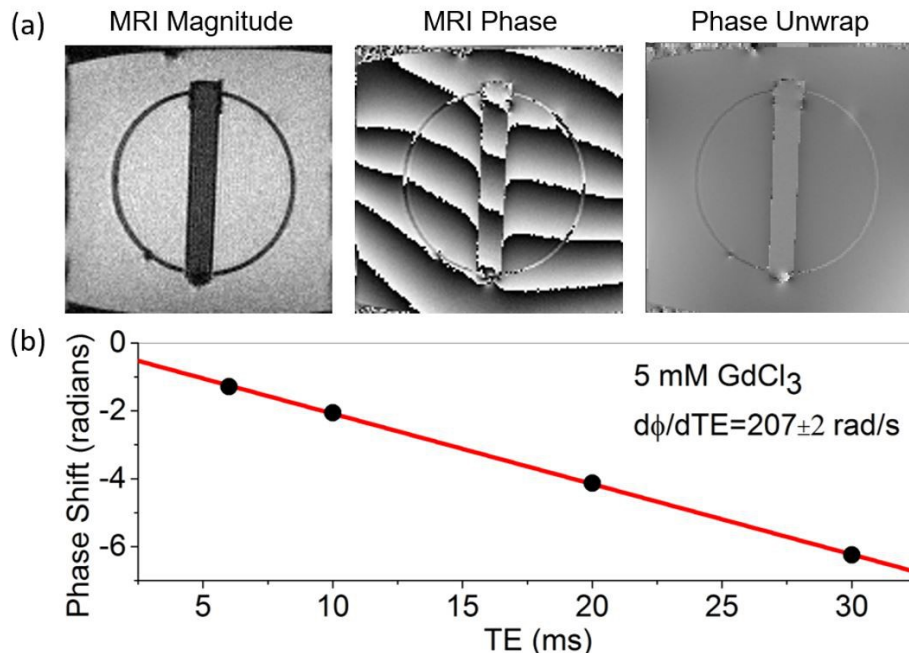 (a)
MRI Magnitude
MRI Phase
Phase Unwrap
(b)
Phase Shift (radians)
0
-2
-4
-6
5 mM GdCl3
dϕ/dTE=207±2 rad/s
5
10
15
20
25
30
TE (ms)